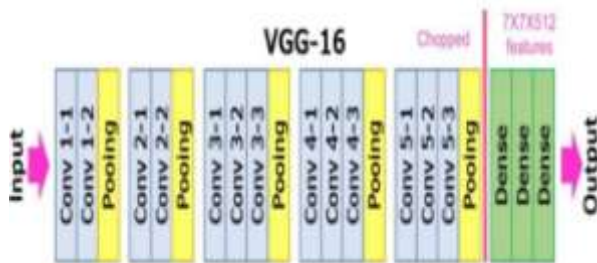 VGG-16
Chopped
7X7X512
features
Input
Conv 1-1
Conv 1-2
Pooing
Conv 2-1
Conv 2-2
Pooing
Conv 3-1
Conv 3-2
Conv 3-3
Pooing
Conv 4-1
Conv 4-2
Conv 4-3
Pooing
Conv 5-1
Conv 5-2
Conv 5-3
Pooing
Dense
Dense
Dense
Output